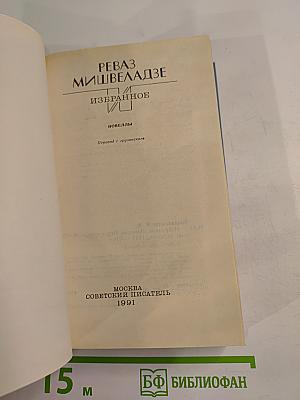 РЕВАЗ
МИШВЕЛАДЗЕ
ИЗБРАННОЕ
НОВЕЛЛЫ
Перевод с грузинского
МОСКВА
СОВЕТСКИЙ ПИСАТЕЛЬ
1991
15 м
БФ БИБЛИОФАН